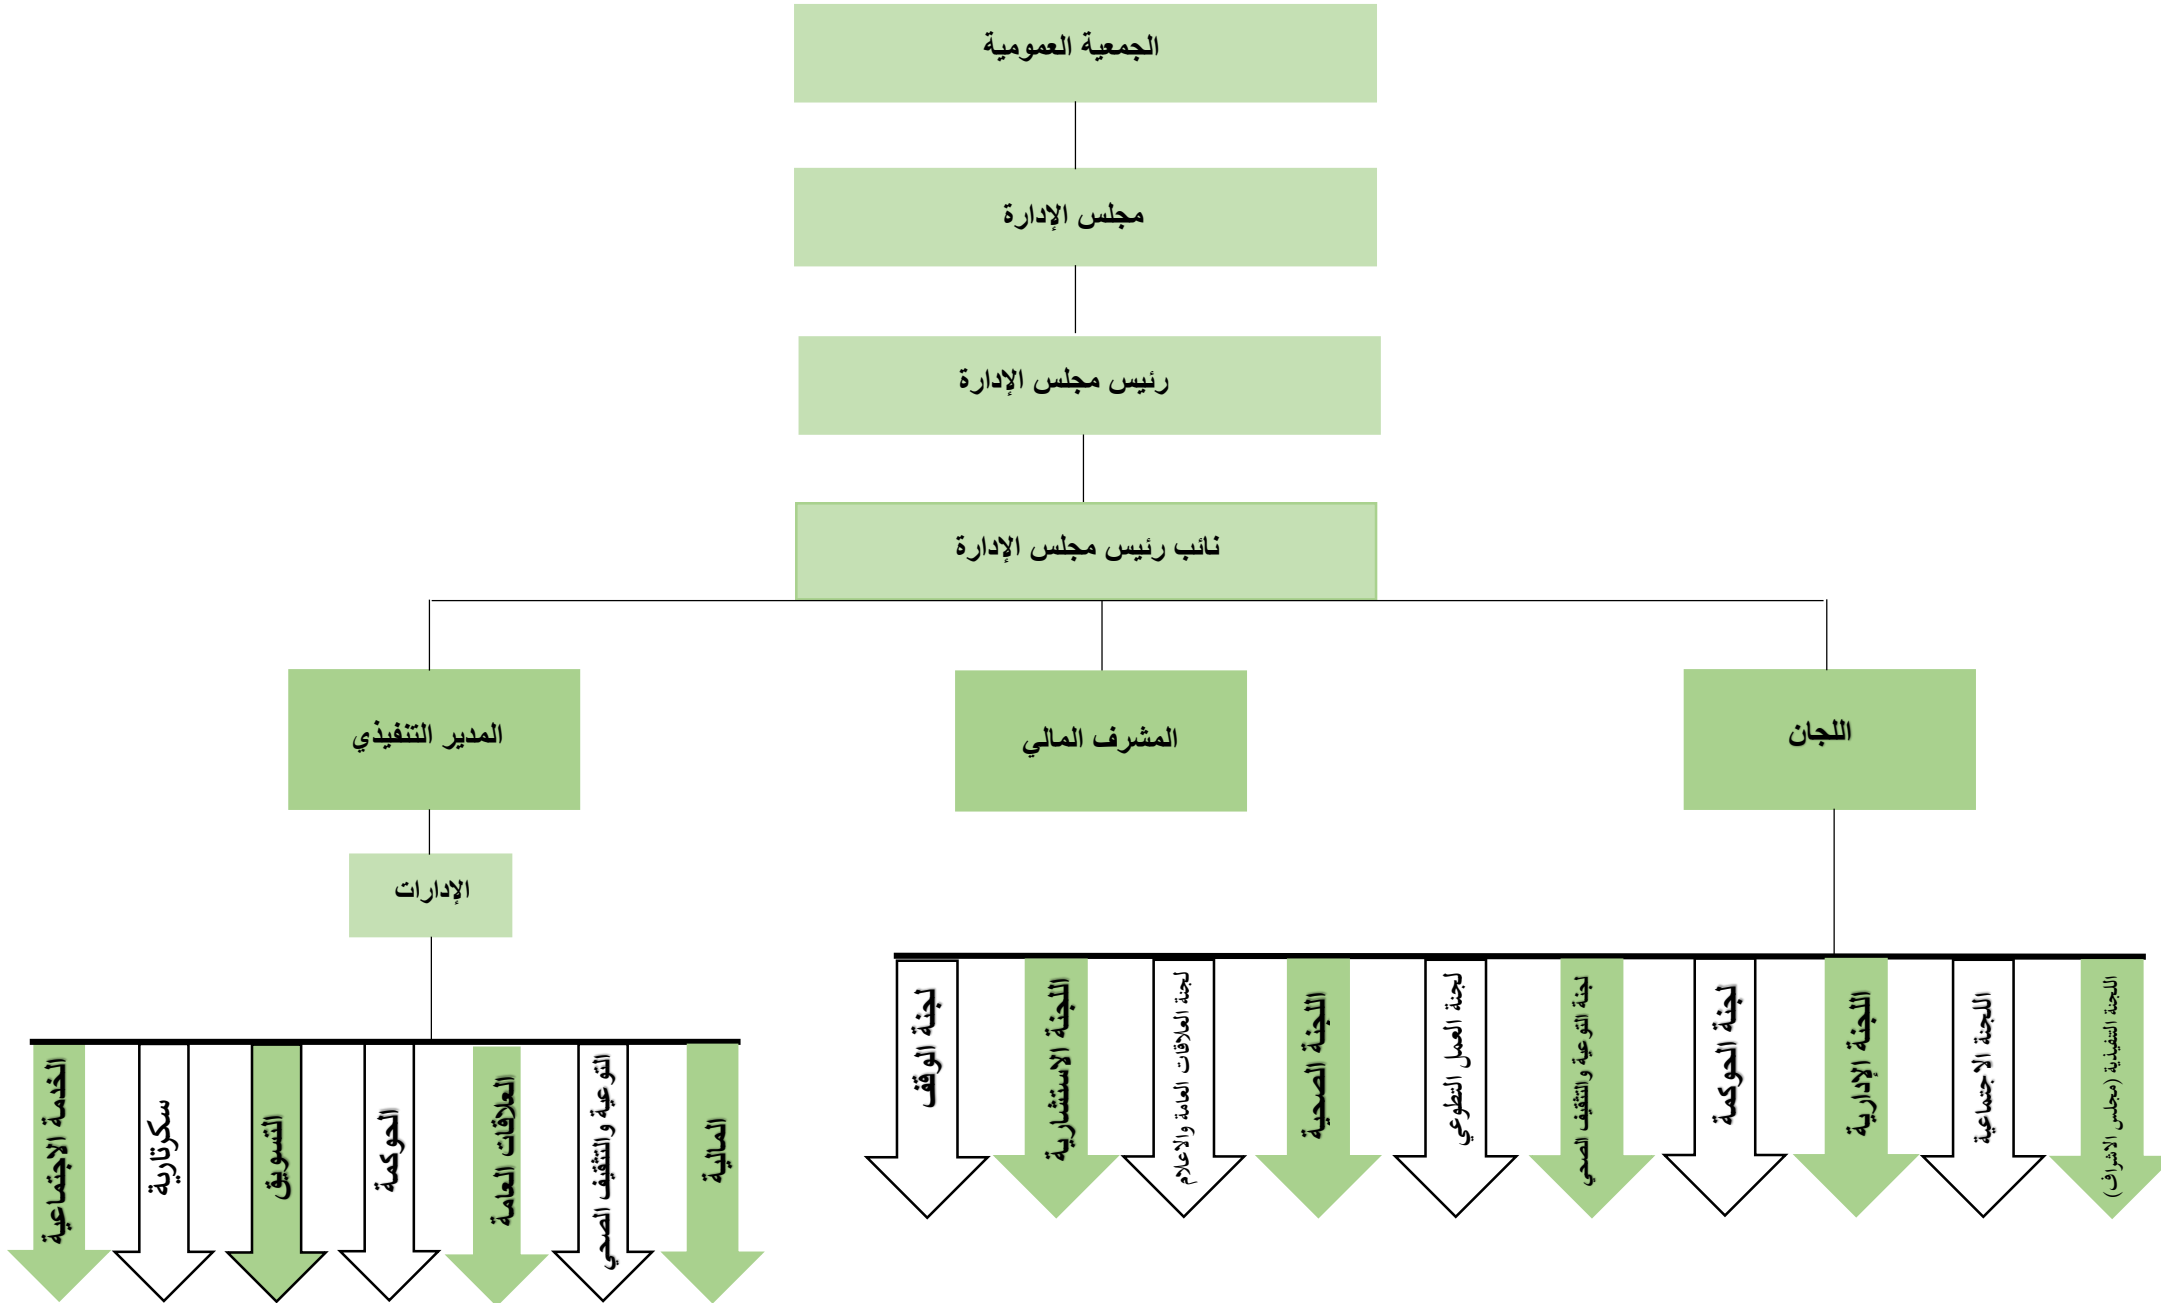 الجمعية العمومية
مجلس الإدارة
رئيس مجلس الإدارة
نائب رئيس مجلس الإدارة
اللجان
المشرف المالي
المدير التنفيذي
الإدارات
اللجنة التنفيذية (مجلس الاشراف)
اللجنة الاجتماعية
اللجنة الإدارية
لجنة الحوكمة
لجنة التوعية والتثقيف الصحي
لجنة العمل التطوعي
اللجنة الصحية
لجنة العلاقات العامة والاعلام
اللجنة الاستشارية
لجنة الوقف
المالية
التوعية والتثقيف الصحي
العلاقات العامة
الحوكمة
التسويق
سكرتارية
الخدمة الاجتماعية